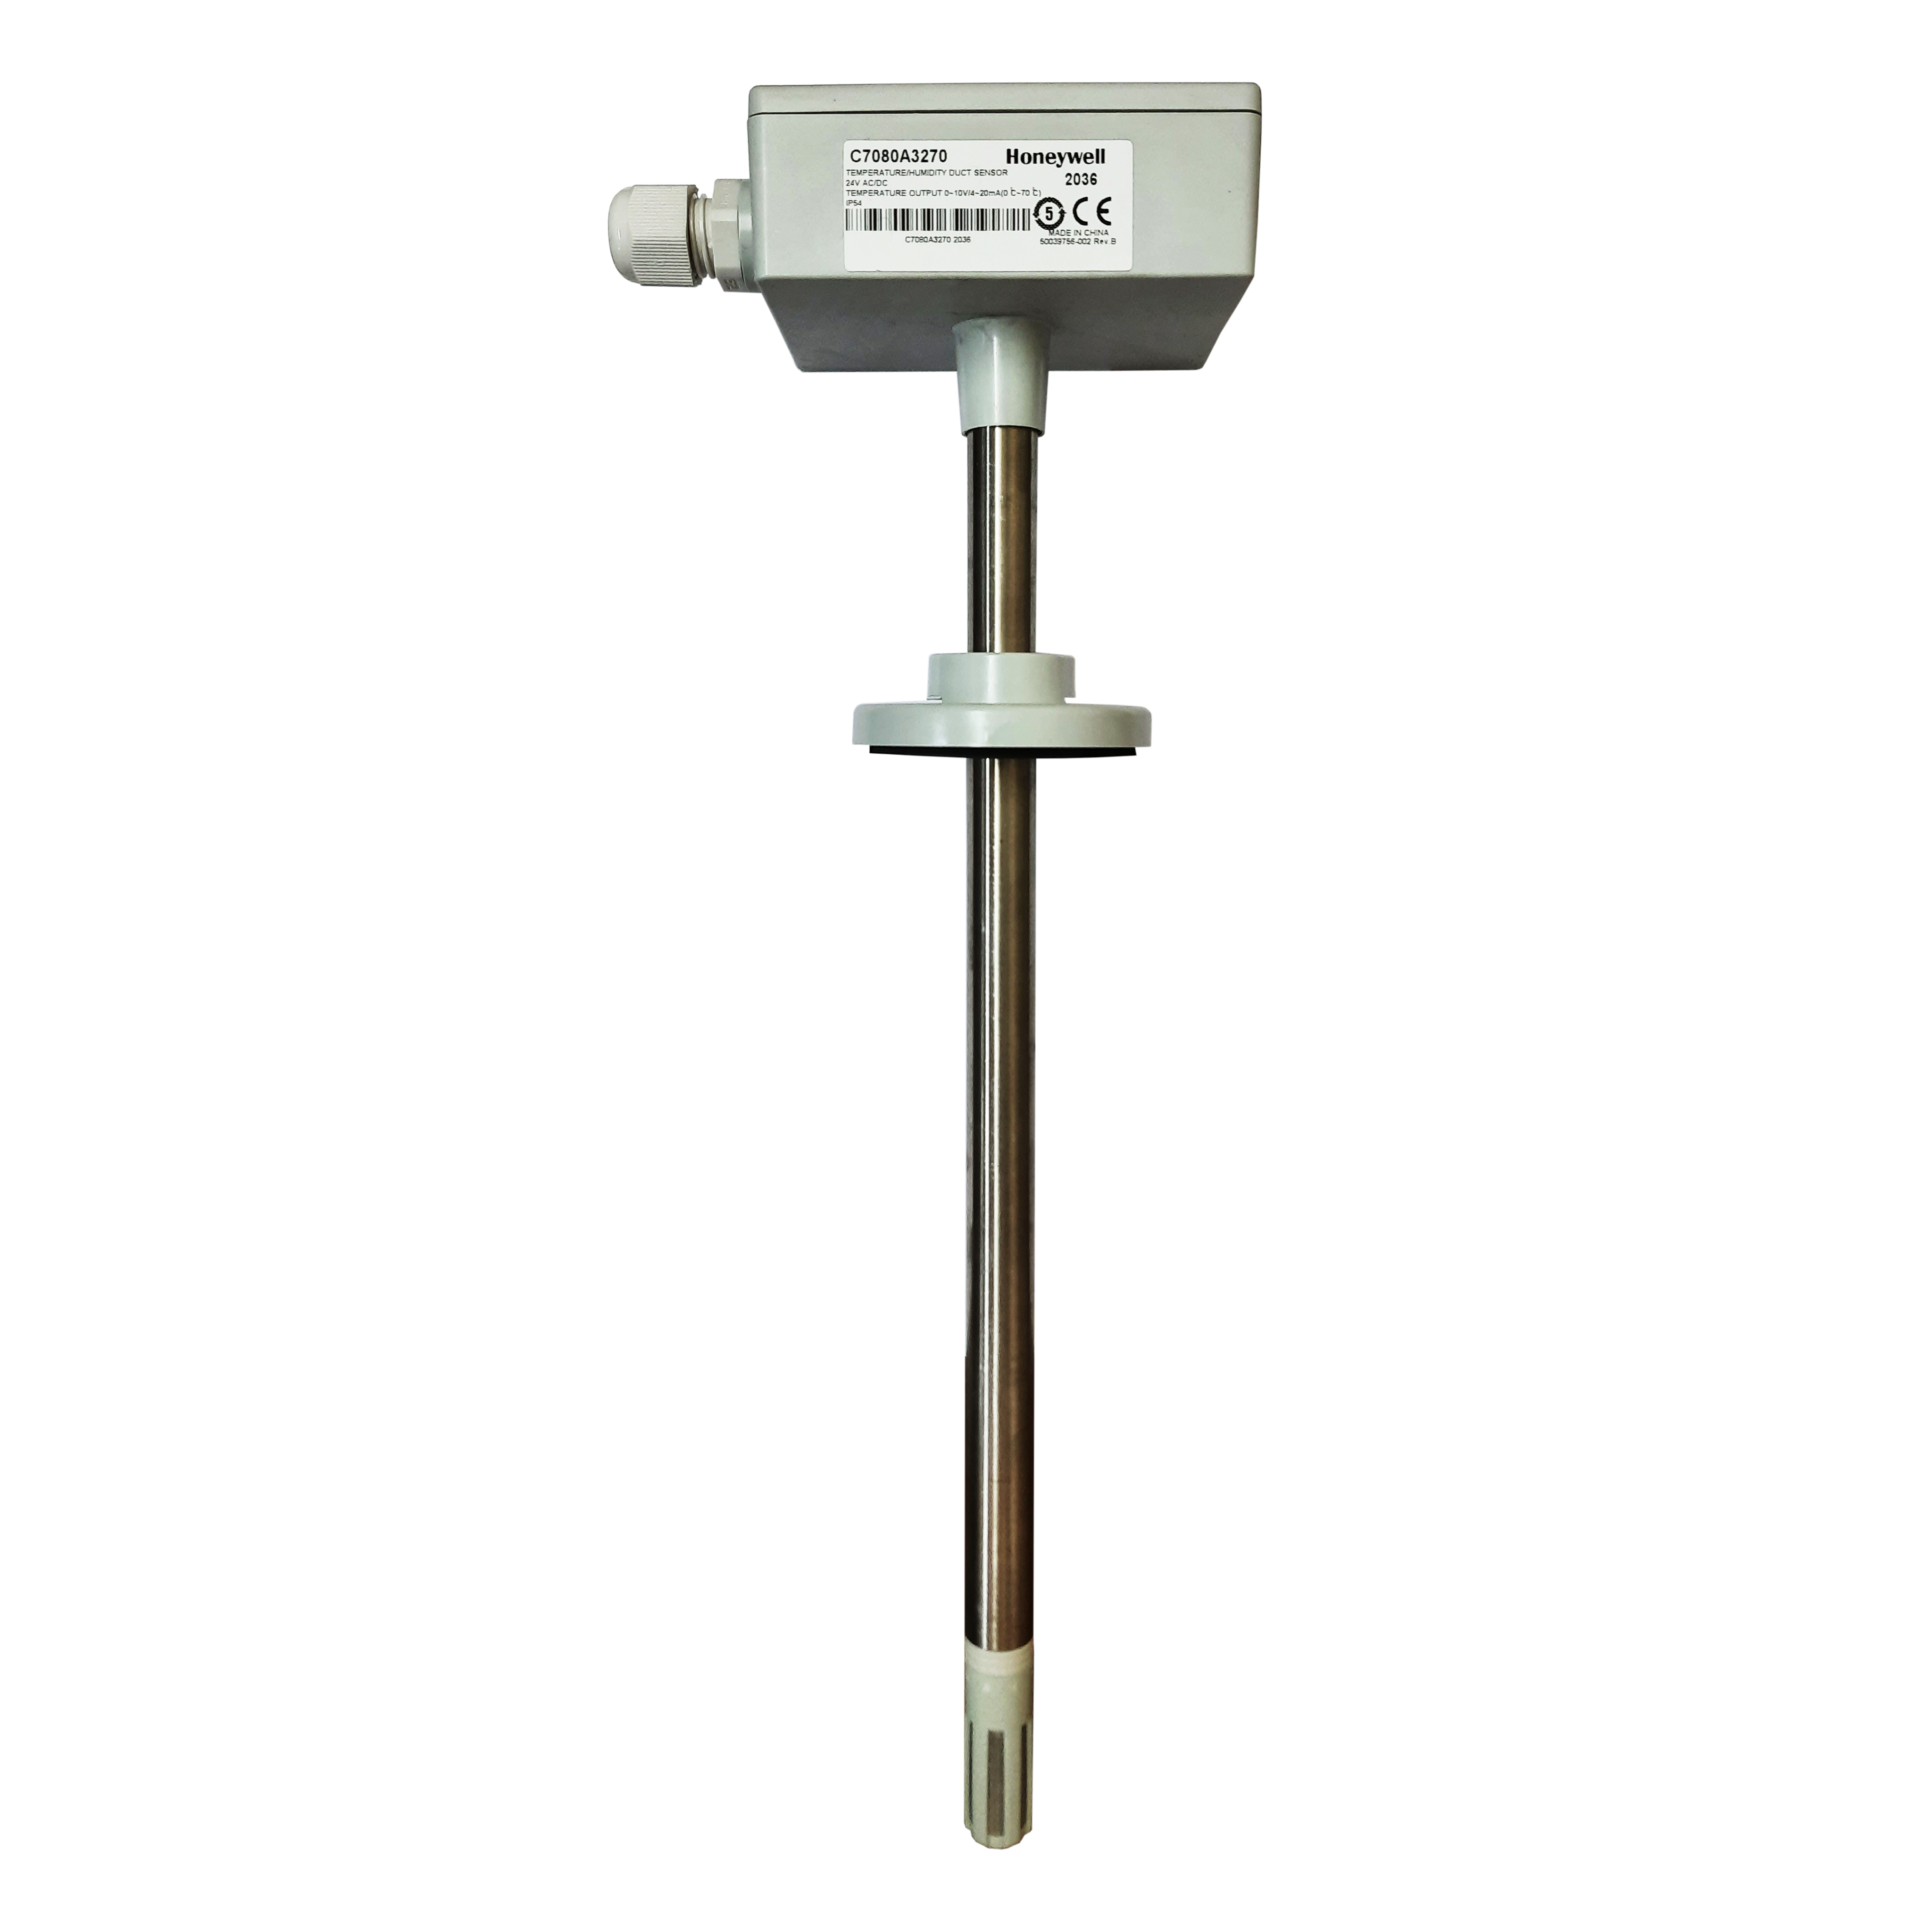 C7080A3270 Honeywell
TEMPERATURE/HUMIDITY DUCT SENSOR 2036
24V AC/DC
TEMPERATURE OUTPUT 0~10V/4~20mA(0℃~70℃)
IP54
5 CE
MADE IN CHINA
C7080A3270 2036 50039756-002 Rev.B